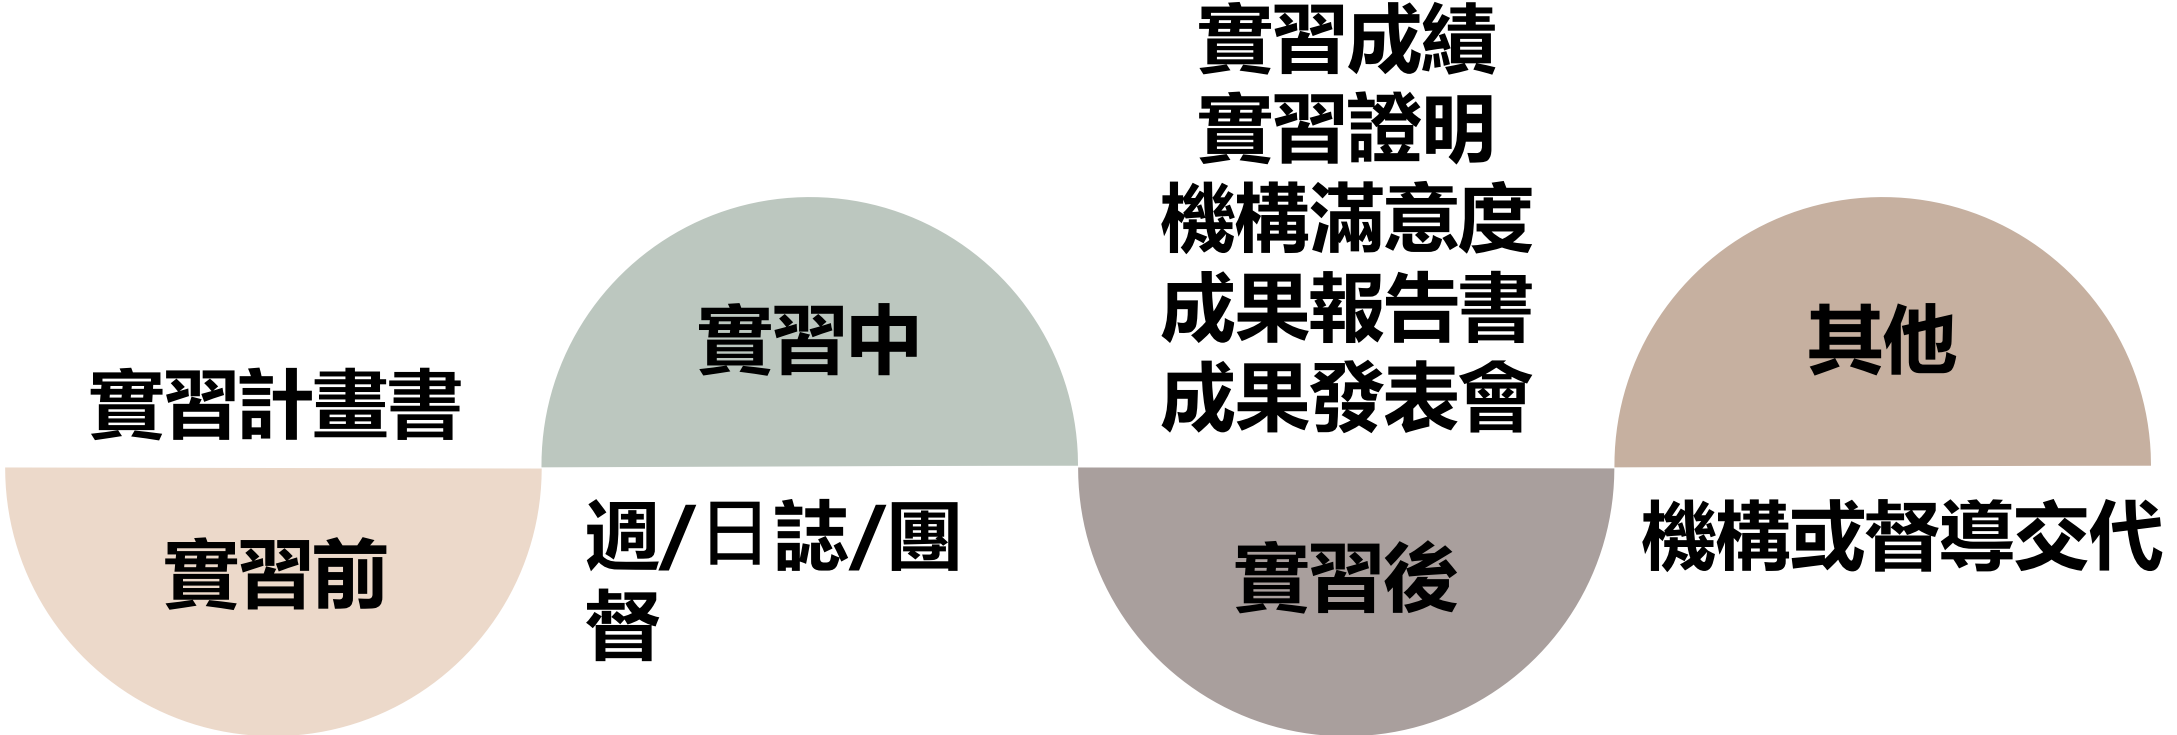 實習計畫書
實習前
實習中
週/日誌/團
督
實習成績
實習證明
機構滿意度
成果報告書
成果發表會
實習後
其他
機構或督導交代